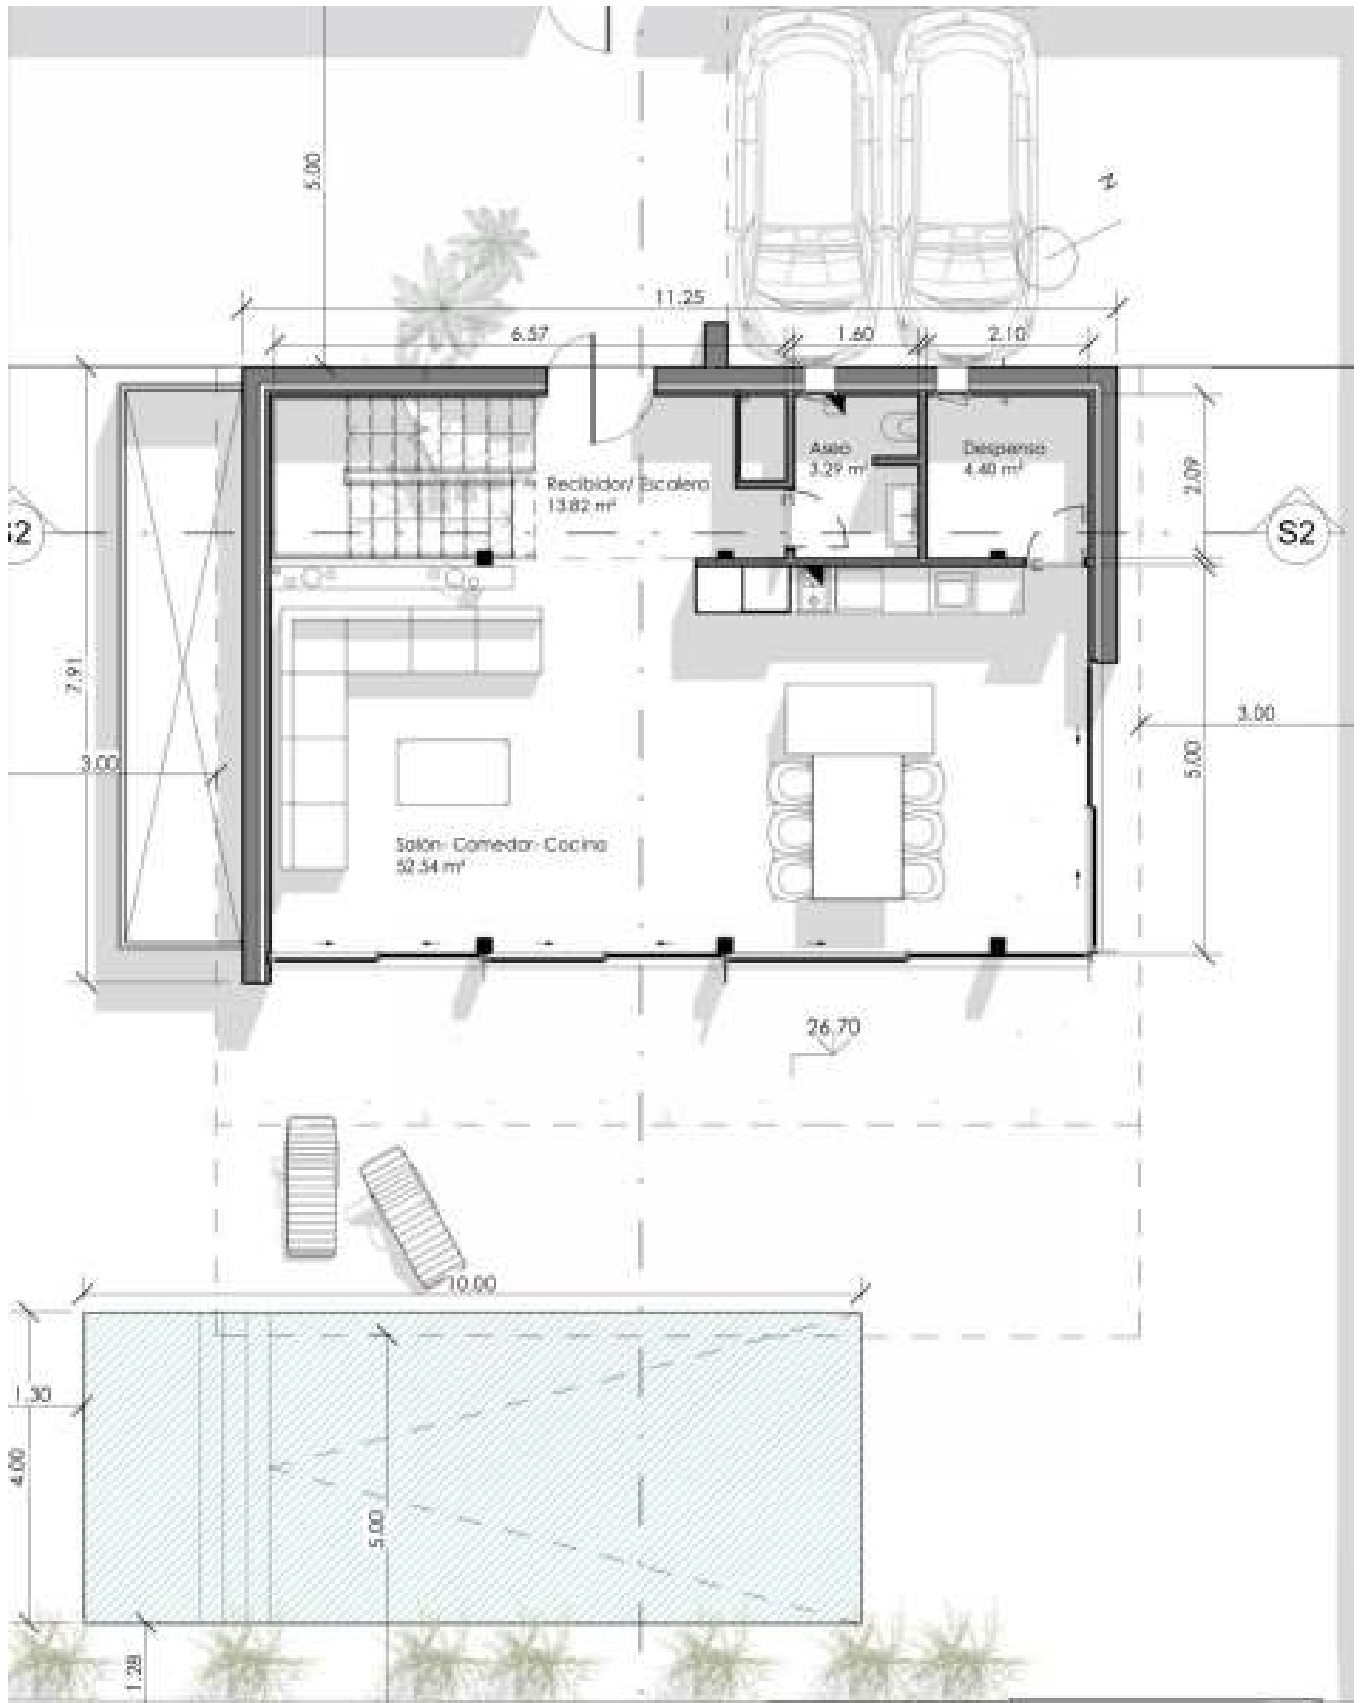 5.00
N
11.25
6.57
1.60
2.10
Aseo
3.29 m²
Despensa
4.40 m²
2.09
Recibidor/ Escalera
13.82 m²
S2
S2
7.91
3.00
3.00
5.00
Salón- Comedor- Cocina
52.54 m²
26.70
10.00
1.30
4.00
5.00
1.28